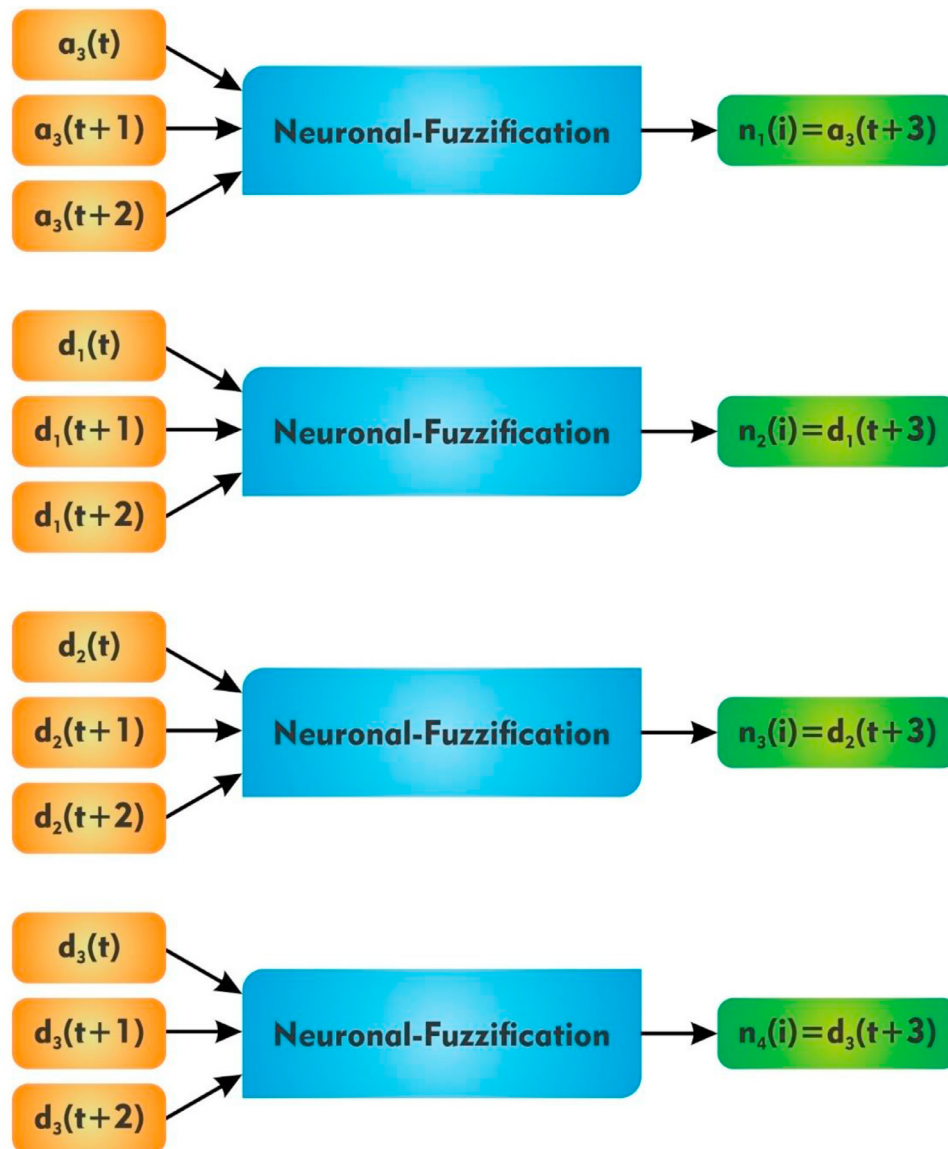 a₃(t)
a₃(t+1)
a₃(t+2)
Neuronal-Fuzzification
n₁(i)=a₃(t+3)
d₁(t)
d₁(t+1)
d₁(t+2)
Neuronal-Fuzzification
n₂(i)=d₁(t+3)
d₂(t)
d₂(t+1)
d₂(t+2)
Neuronal-Fuzzification
n₃(i)=d₂(t+3)
d₃(t)
d₃(t+1)
d₃(t+2)
Neuronal-Fuzzification
n₄(i)=d₃(t+3)